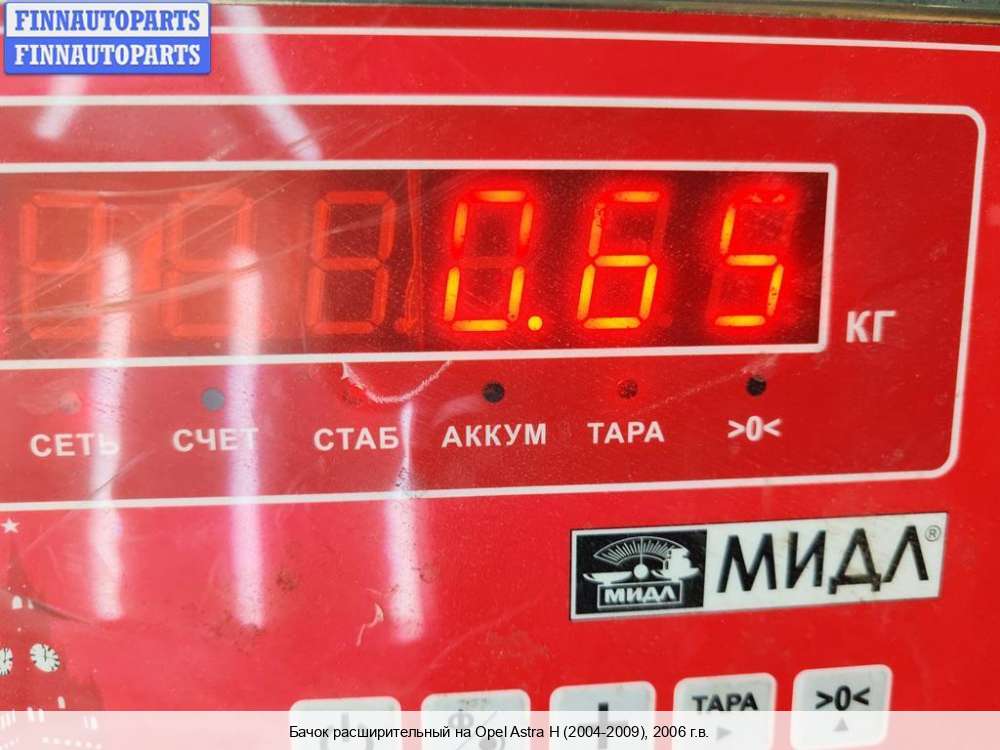 FINNAUTOPARTS
FINNAUTOPARTS
0.65
КГ
СЕТЬ СЧЕТ СТАБ АККУМ ТАРА >0<
МИДЛ МИДЛ®
ТАРА >0<
Бачок расширительный на Opel Astra H (2004-2009), 2006 г.в.